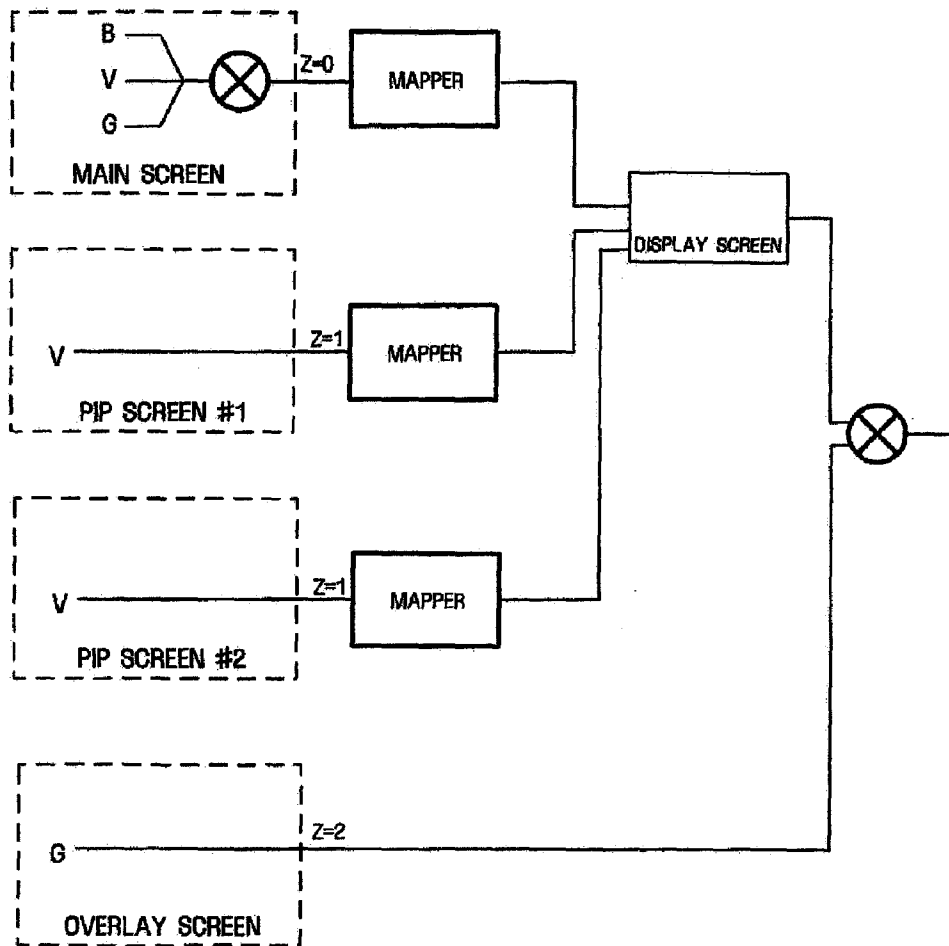 B
V
G
Z=0
MAPPER
MAIN SCREEN
DISPLAY SCREEN
V
Z=1
MAPPER
PIP SCREEN #1
V
Z=1
MAPPER
PIP SCREEN #2
G
Z=2
OVERLAY SCREEN